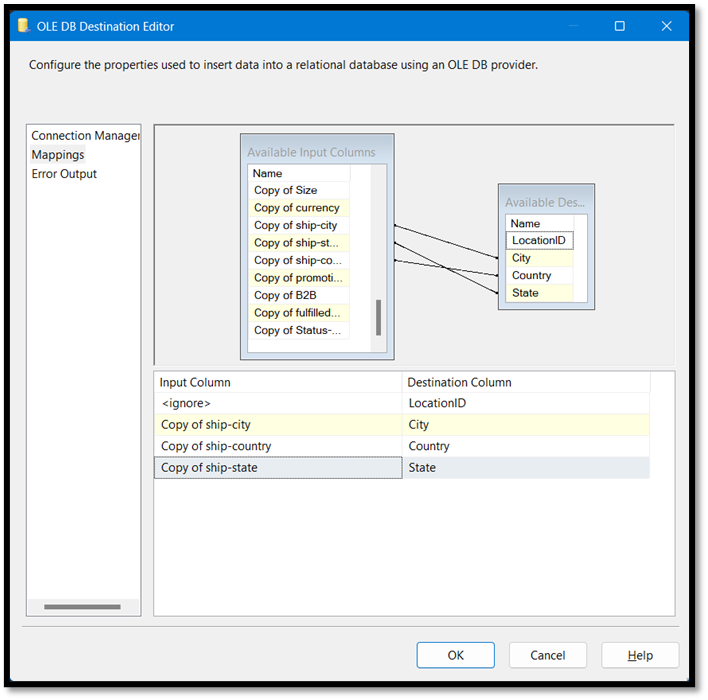 OLE DB Destination Editor
Configure the properties used to insert data into a relational database using an OLE DB provider.
Connection Manager
Mappings
Error Output
Available Input Columns
Name
Copy of Size
Copy of currency
Copy of ship-city
Copy of ship-st...
Copy of ship-co...
Copy of promoti...
Copy of B2B
Copy of fulfilled...
Copy of Status-...
Available Des...
Name
LocationID
City
Country
State
Input Column Destination Column
<ignore> LocationID
Copy of ship-city City
Copy of ship-country Country
Copy of ship-state State
OK Cancel Help